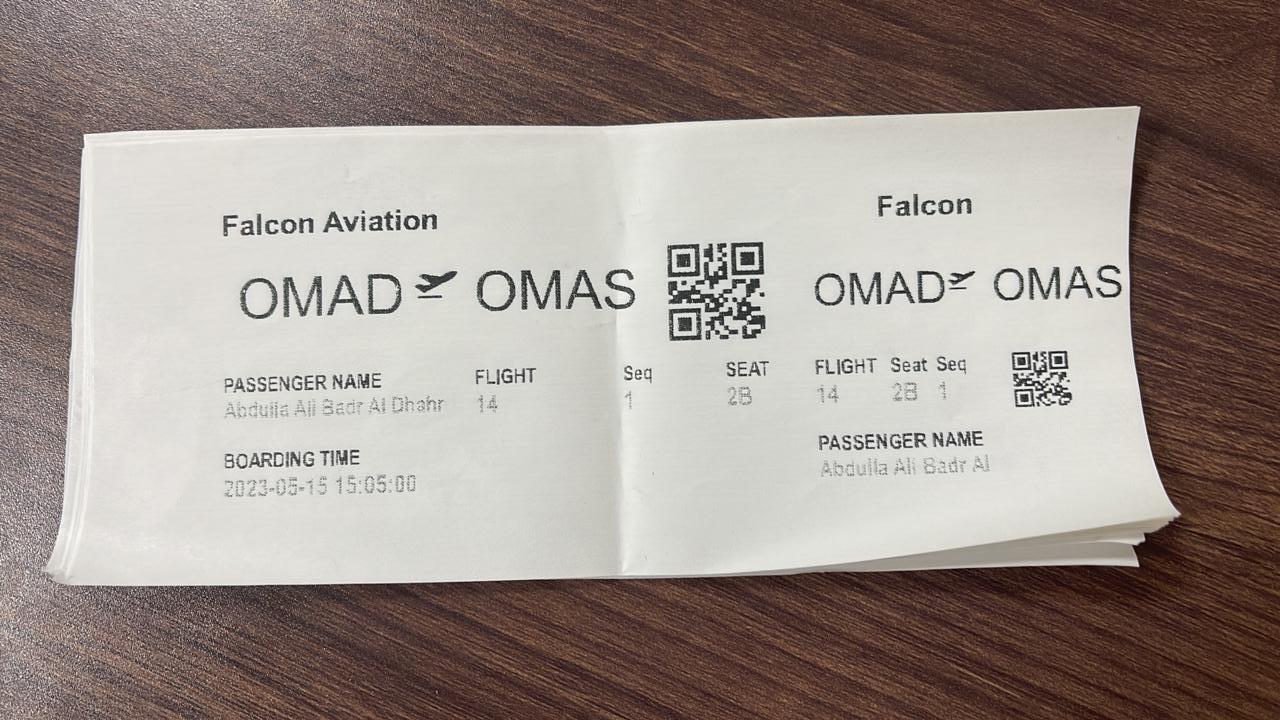 Falcon Aviation
OMAD OMAS
PASSENGER NAME FLIGHT Seq SEAT
Abdulla Ali Badr Al Dhahr 14 1 2B
BOARDING TIME
2023-05-15 15:05:00
Falcon
OMAD OMAS
FLIGHT Seat Seq
14 2B 1
PASSENGER NAME
Abdulla Ali Badr Al